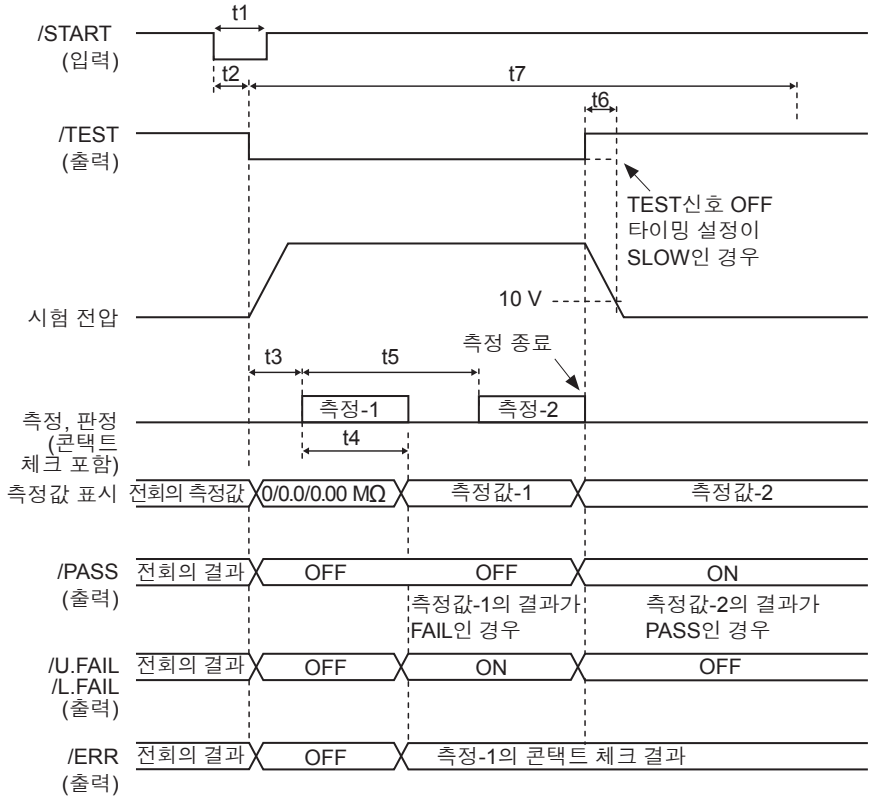 t1
/START
(입력)
t2
t7
t6
/TEST
(출력)
TEST신호 OFF
타이밍 설정이
SLOW인 경우
10 V
시험 전압
측정 종료
t3
t5
측정-1
측정-2
측정, 판정
(콘택트
체크 포함)
t4
측정값 표시
전회의 측정값
0/0.0/0.00 MΩ
측정값-1
측정값-2
/PASS
(출력)
전회의 결과
OFF
OFF
ON
측정값-1의 결과가
FAIL인 경우
측정값-2의 결과가
PASS인 경우
/U.FAIL
/L.FAIL
(출력)
전회의 결과
OFF
ON
OFF
/ERR
(출력)
전회의 결과
OFF
측정-1의 콘택트 체크 결과